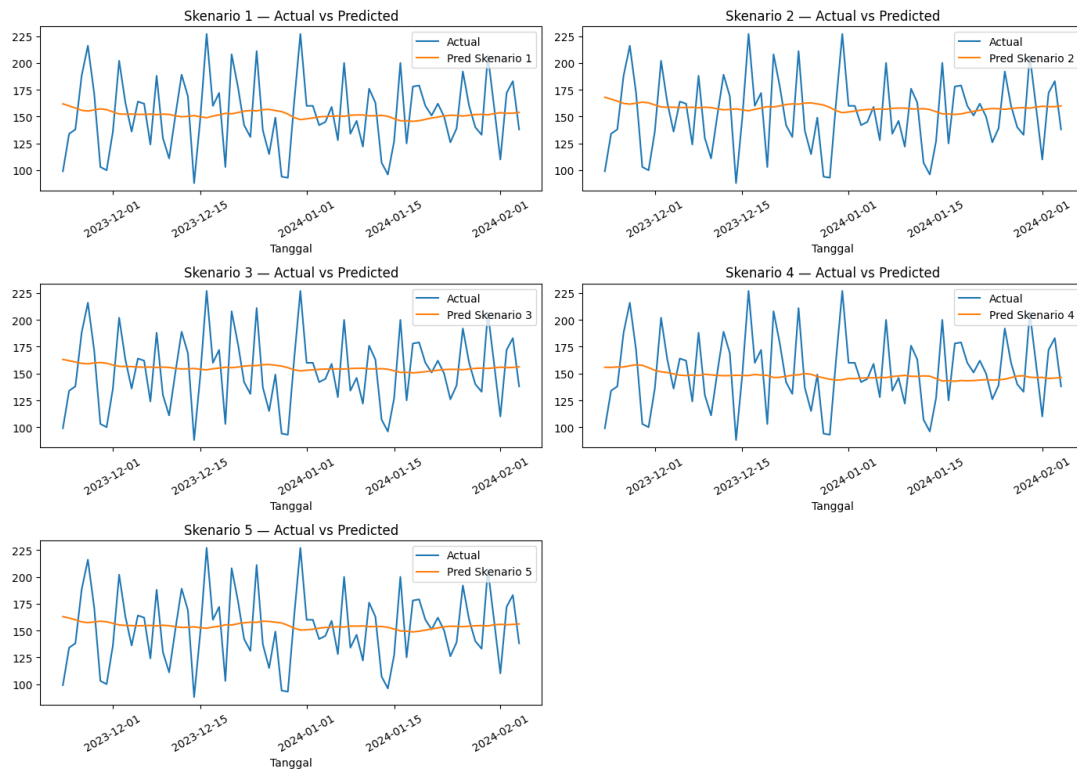 Skenario 1 — Actual vs Predicted
225
200
175
150
125
100
Actual
Pred Skenario 1
2023-12-01
2023-12-15
2024-01-01
2024-01-15
2024-02-01
Tanggal
Skenario 2 — Actual vs Predicted
225
200
175
150
125
100
Actual
Pred Skenario 2
2023-12-01
2023-12-15
2024-01-01
2024-01-15
2024-02-01
Tanggal
Skenario 3 — Actual vs Predicted
225
200
175
150
125
100
Actual
Pred Skenario 3
2023-12-01
2023-12-15
2024-01-01
2024-01-15
2024-02-01
Tanggal
Skenario 4 — Actual vs Predicted
225
200
175
150
125
100
Actual
Pred Skenario 4
2023-12-01
2023-12-15
2024-01-01
2024-01-15
2024-02-01
Tanggal
Skenario 5 — Actual vs Predicted
225
200
175
150
125
100
Actual
Pred Skenario 5
2023-12-01
2023-12-15
2024-01-01
2024-01-15
2024-02-01
Tanggal